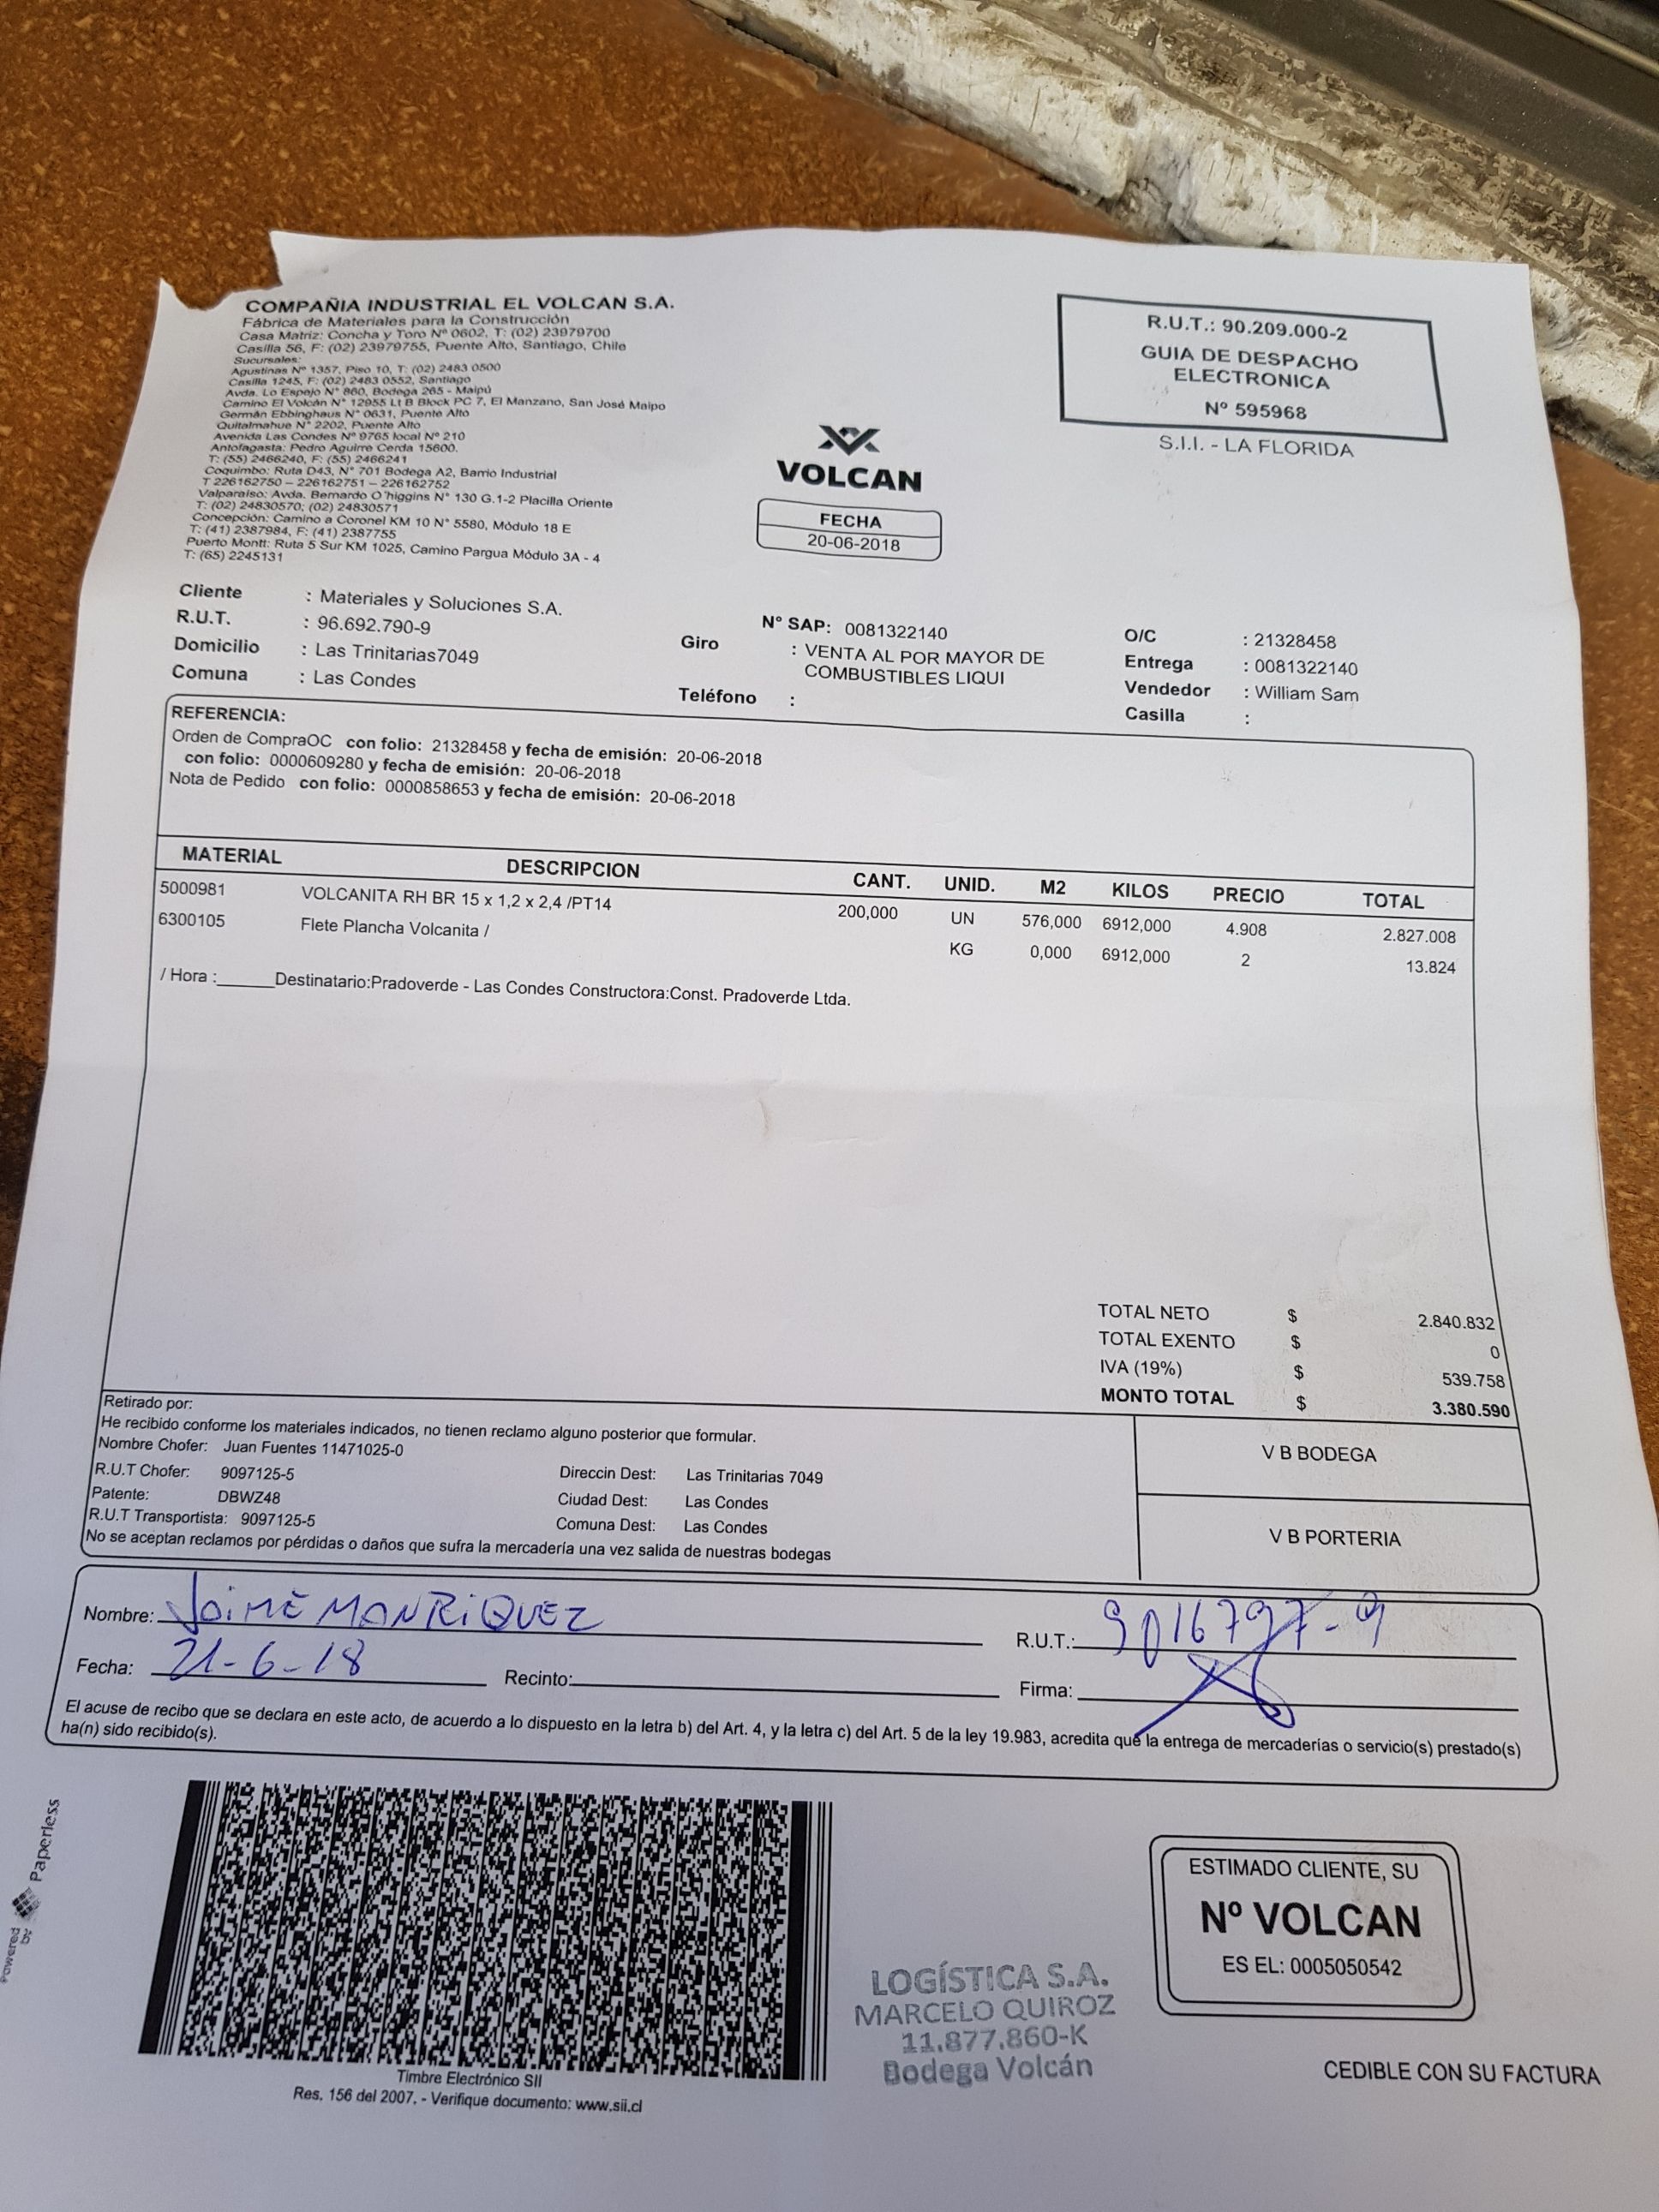 COMPAÑIA INDUSTRIAL EL VOLCAN S.A.
Fábrica de Materiales para la Construcción
Casa Matriz: Concha y Toro Nº 0602, T: (02) 23979700
Casilla 56, F: (02) 23979755, Puente Alto, Santiago, Chile
Sucursales:
Agustinas Nº 1357, Piso 10, T: (02) 2483 0500
Casilla 1245, F: (02) 2483 0552, Santiago
Avda. Lo Espejo N° 860, Bodega 265 - Maipú
Camino El Volcán N° 12955 Lt B Block PC 7, El Manzano, San José Maipo
Germán Ebbinghaus N° 0631, Puente Alto
Quitalmahue N° 2202, Puente Alto
Avenida Las Condes Nº 9765 local Nº 210
Antofagasta: Pedro Aguirre Cerda 15600.
T: (55) 2466240, F: (55) 2466241
Coquimbo: Ruta D43, N° 701 Bodega A2, Barrio Industrial
T 226162750 – 226162751 – 226162752
Valparaíso: Avda. Bernardo O'higgins N° 130 G.1-2 Placilla Oriente
T: (02) 24830570; (02) 24830571
Concepción: Camino a Coronel KM 10 N° 5580, Módulo 18 E
T: (41) 2387984, F: (41) 2387755
Puerto Montt: Ruta 5 Sur KM 1025, Camino Pargua Módulo 3A - 4
T: (65) 2245131
VOLCAN
FECHA
20-06-2018
R.U.T.: 90.209.000-2
GUIA DE DESPACHO
ELECTRONICA
Nº 595968
S.I.I. - LA FLORIDA
Cliente : Materiales y Soluciones S.A.
R.U.T. : 96.692.790-9
Domicilio : Las Trinitarias7049
Comuna : Las Condes
N° SAP: 0081322140
Giro : VENTA AL POR MAYOR DE
COMBUSTIBLES LIQUI
Teléfono :
O/C : 21328458
Entrega : 0081322140
Vendedor : William Sam
Casilla :
REFERENCIA:
Orden de CompraOC con folio: 21328458 y fecha de emisión: 20-06-2018
con folio: 0000609280 y fecha de emisión: 20-06-2018
Nota de Pedido con folio: 0000858653 y fecha de emisión: 20-06-2018
MATERIAL DESCRIPCION CANT. UNID. M2 KILOS PRECIO TOTAL
5000981 VOLCANITA RH BR 15 x 1,2 x 2,4 /PT14 200,000 UN 576,000 6912,000 4.908 2.827.008
6300105 Flete Plancha Volcanita / KG 0,000 6912,000 2 13.824
/ Hora :______Destinatario:Pradoverde - Las Condes Constructora:Const. Pradoverde Ltda.
TOTAL NETO $ 2.840.832
TOTAL EXENTO $ 0
IVA (19%) $ 539.758
MONTO TOTAL $ 3.380.590
Retirado por:
He recibido conforme los materiales indicados, no tienen reclamo alguno posterior que formular.
Nombre Chofer: Juan Fuentes 11471025-0
R.U.T Chofer: 9097125-5 Direccin Dest: Las Trinitarias 7049
Patente: DBWZ48 Ciudad Dest: Las Condes
R.U.T Transportista: 9097125-5 Comuna Dest: Las Condes
No se aceptan reclamos por pérdidas o daños que sufra la mercadería una vez salida de nuestras bodegas
V B BODEGA
V B PORTERIA
Nombre: JAIME MANRIQUEZ R.U.T.: 9016797-9
Fecha: 21-6-18 Recinto: Firma:
El acuse de recibo que se declara en este acto, de acuerdo a lo dispuesto en la letra b) del Art. 4, y la letra c) del Art. 5 de la ley 19.983, acredita que la entrega de mercaderías o servicio(s) prestado(s)
ha(n) sido recibido(s).
Powered by Paperless
Timbre Electrónico SII
Res. 156 del 2007. - Verifique documento: www.sii.cl
LOGÍSTICA S.A.
MARCELO QUIROZ
11.877.860-K
Bodega Volcán
ESTIMADO CLIENTE, SU
Nº VOLCAN
ES EL: 0005050542
CEDIBLE CON SU FACTURA